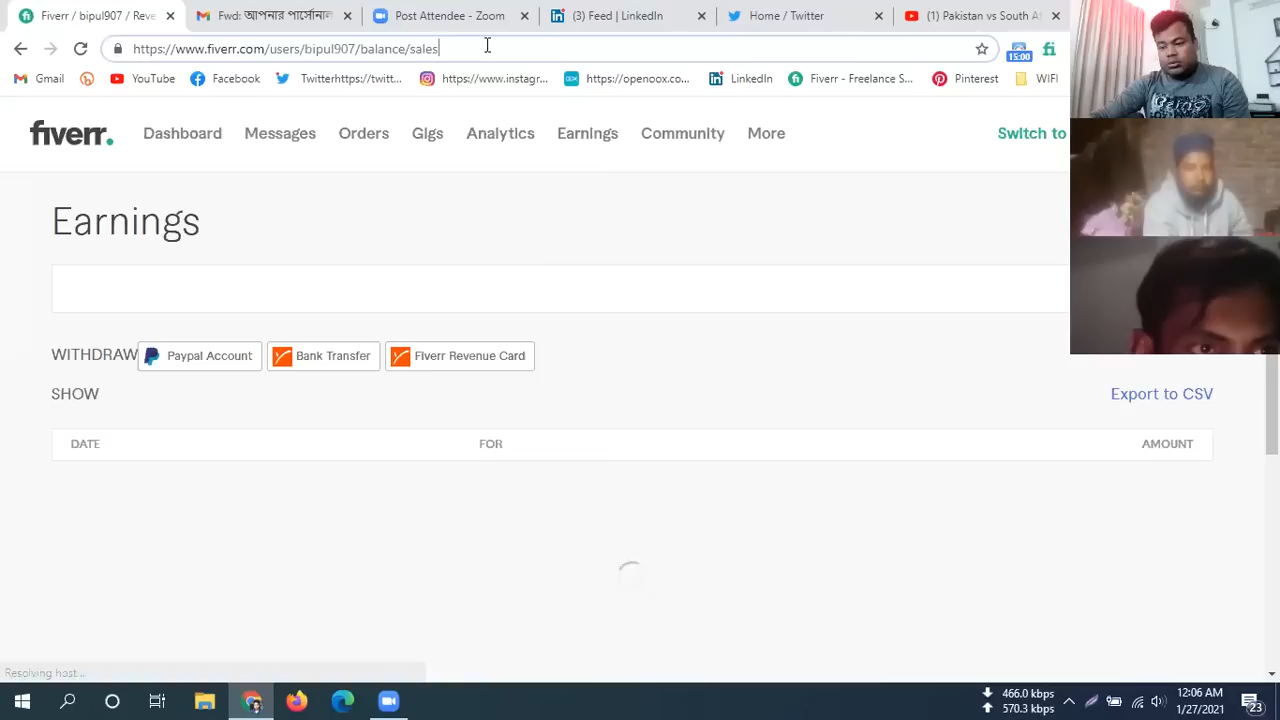 Fiverr / bipul907 / Reve
Fwd: আপনার পার্সোনাল
Post Attendee - Zoom
(3) Feed | LinkedIn
Home / Twitter
(1) Pakistan vs South A
https://www.fiverr.com/users/bipul907/balance/sales
15:00
Gmail
YouTube
Facebook
Twitterhttps://twitt...
https://www.instagr...
https://openoox.co...
LinkedIn
Fiverr - Freelance S...
Pinterest
WIFI
fiverr.
Dashboard
Messages
Orders
Gigs
Analytics
Earnings
Community
More
Switch to
Earnings
WITHDRAW
Paypal Account
Bank Transfer
Fiverr Revenue Card
SHOW
Export to CSV
DATE
FOR
AMOUNT
Resolving host...
466.0 kbps
570.3 kbps
12:06 AM
1/27/2021
23